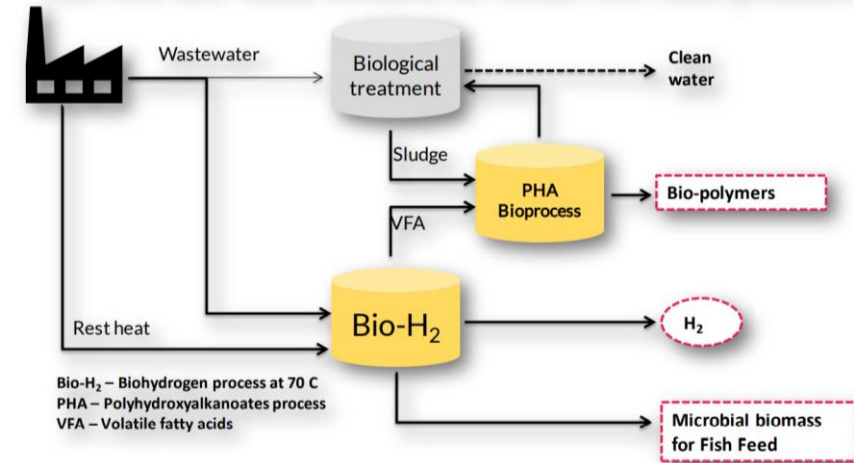 Wastewater
Biological
treatment
Clean
water
Sludge
PHA
Bioprocess
Bio-polymers
VFA
Rest heat
Bio-H₂
H₂
Bio-H₂ – Biohydrogen process at 70 C
PHA – Polyhydroxyalkanoates process
VFA – Volatile fatty acids
Microbial biomass
for Fish Feed